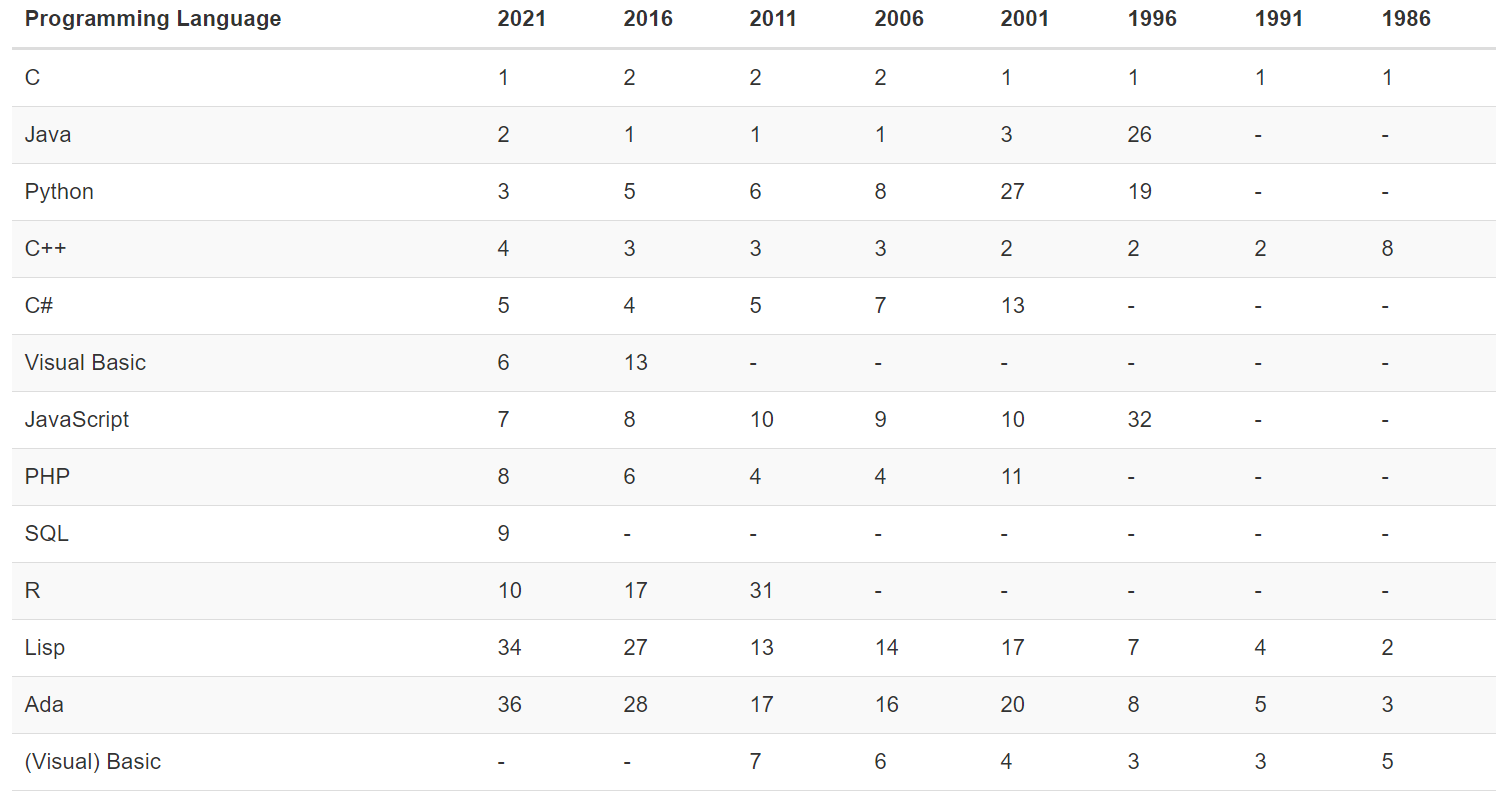 Programming Language 2021 2016 2011 2006 2001 1996 1991 1986
C 1 2 2 2 1 1 1 1
Java 2 1 1 1 3 26 - -
Python 3 5 6 8 27 19 - -
C++ 4 3 3 3 2 2 2 8
C# 5 4 5 7 13 - - -
Visual Basic 6 13 - - - - - -
JavaScript 7 8 10 9 10 32 - -
PHP 8 6 4 4 11 - - -
SQL 9 - - - - - - -
R 10 17 31 - - - - -
Lisp 34 27 13 14 17 7 4 2
Ada 36 28 17 16 20 8 5 3
(Visual) Basic - - 7 6 4 3 3 5